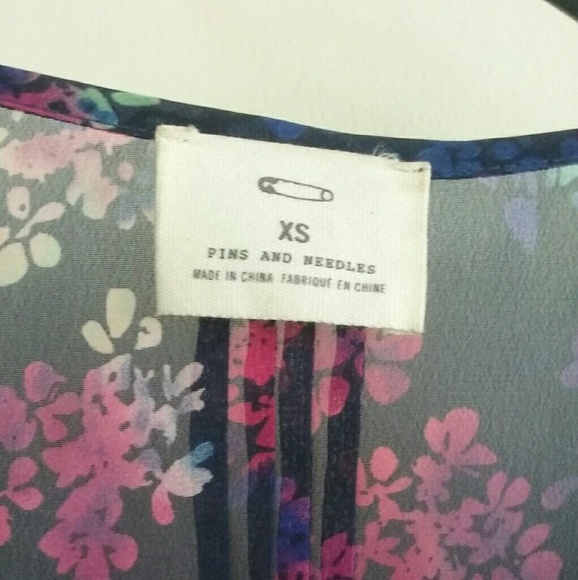 XS
PINS AND NEEDLES
MADE IN CHINA FABRIQUÉ EN CHINE